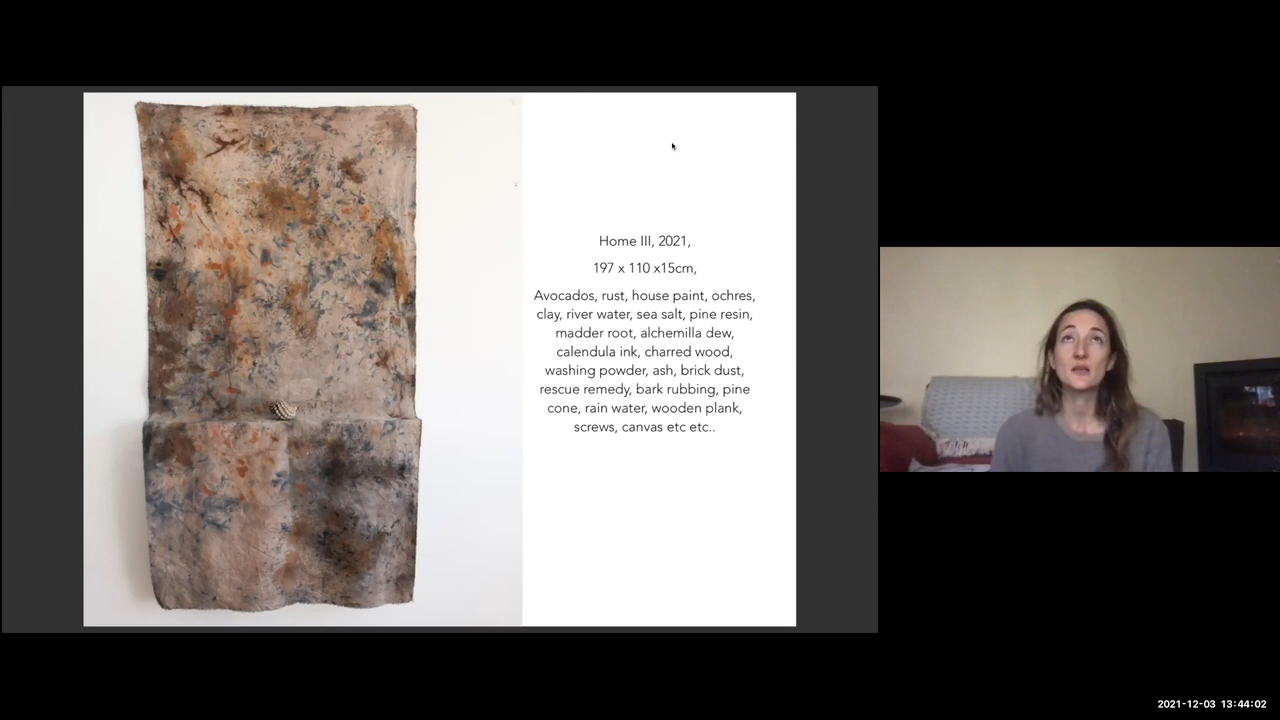 Home III, 2021,
197 x 110 x15cm,
Avocados, rust, house paint, ochres,
clay, river water, sea salt, pine resin,
madder root, alchemilla dew,
calendula ink, charred wood,
washing powder, ash, brick dust,
rescue remedy, bark rubbing, pine
cone, rain water, wooden plank,
screws, canvas etc etc..
2021-12-03 13:44:02